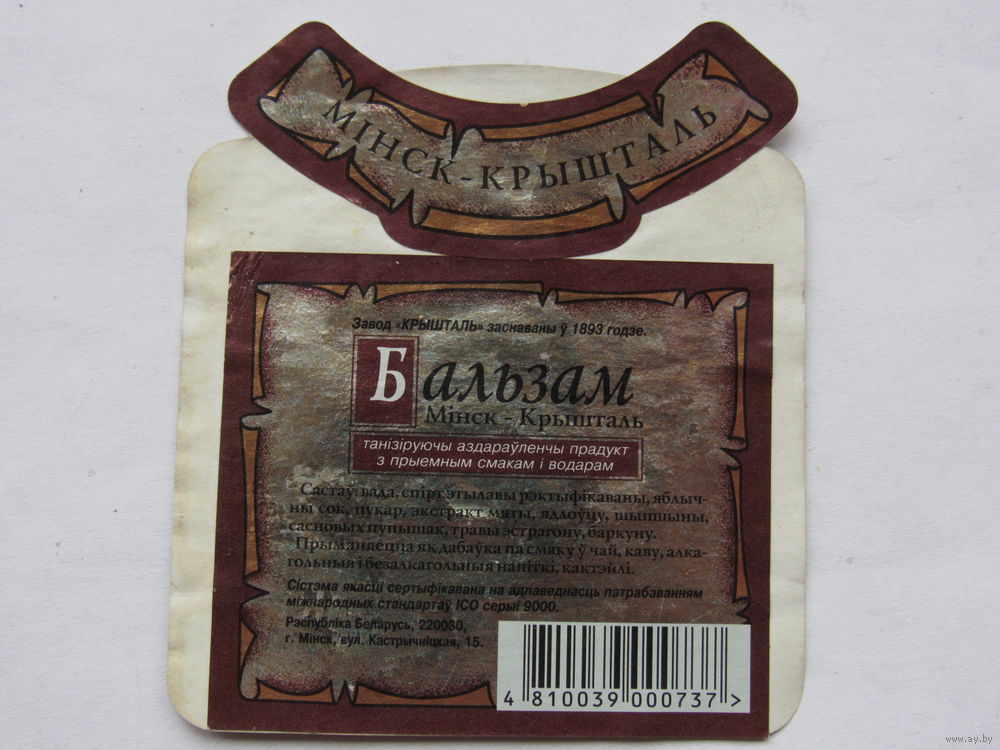 МІНСК-КРЫШТАЛЬ
Завод «КРЫШТАЛЬ» заснаваны ў 1893 годзе.
Бальзам
Мінск - Крышталь
танізіруючы аздараўленчы прадукт
з прыемным смакам і водарам
Састаў: вада, спірт этылавы рэктыфікаваны, яблыч-
ны сок, цукар, экстракт мяты, ядлоўцу, шыпшыны,
сасновых пупышак, травы эстрагону, баркуну.
Прымяняецца як дабаўка па смаку ў чай, каву, алка-
гольныя і безалкагольныя напіткі, кактэйлі.
Сістэма якасці сертыфікавана на адпаведнасць патрабаванням
міжнародных стандартаў ІСО серыі 9000.
Рэспубліка Беларусь, 220030,
г. Мінск, вул. Кастрычніцкая, 15.
4 810039 000737 >
www.ay.by